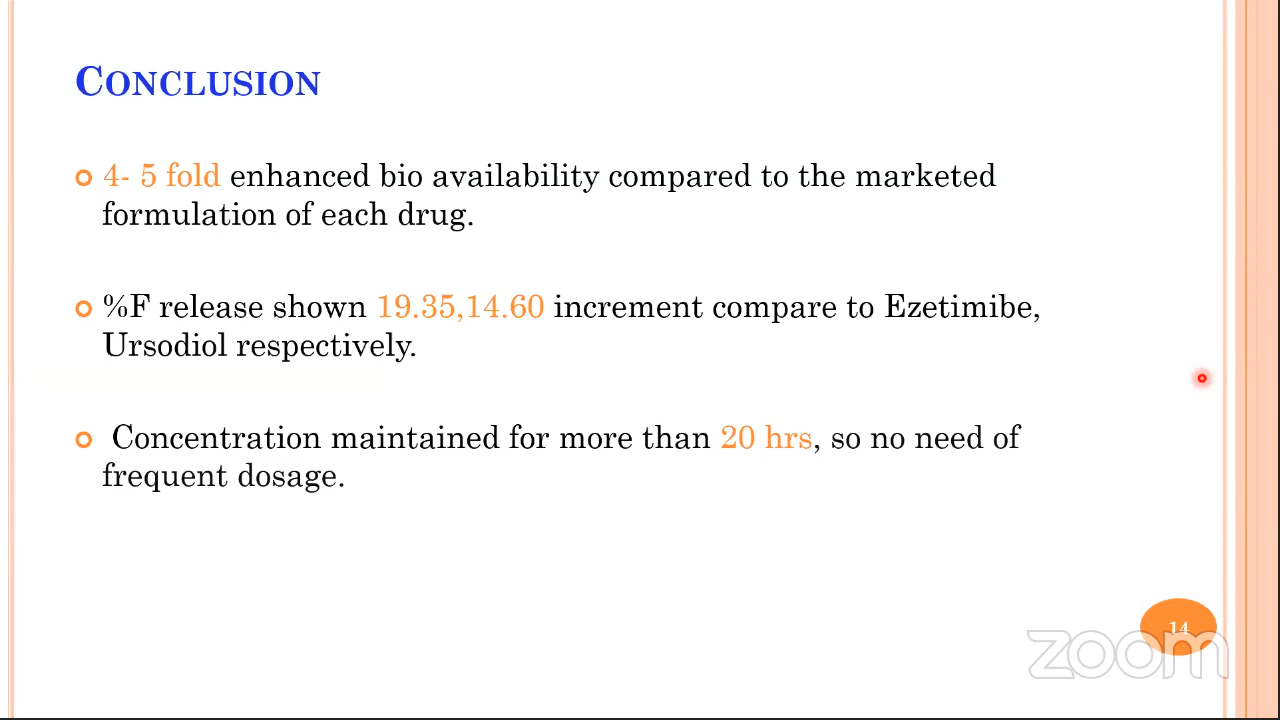 CONCLUSION
4- 5 fold enhanced bio availability compared to the marketed
formulation of each drug.
%F release shown 19.35,14.60 increment compare to Ezetimibe,
Ursodiol respectively.
Concentration maintained for more than 20 hrs, so no need of
frequent dosage.
14
zoom